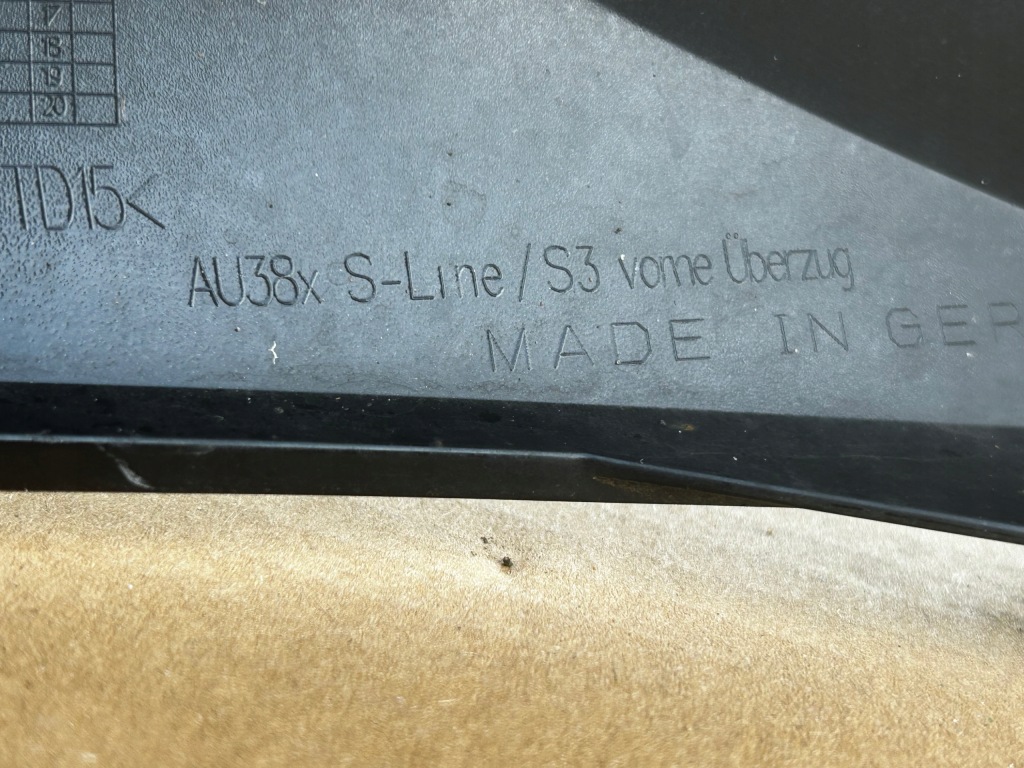 17
18
19
20
TD15<
AU38x S-Line / S3 vorne Überzug
MADE IN GER